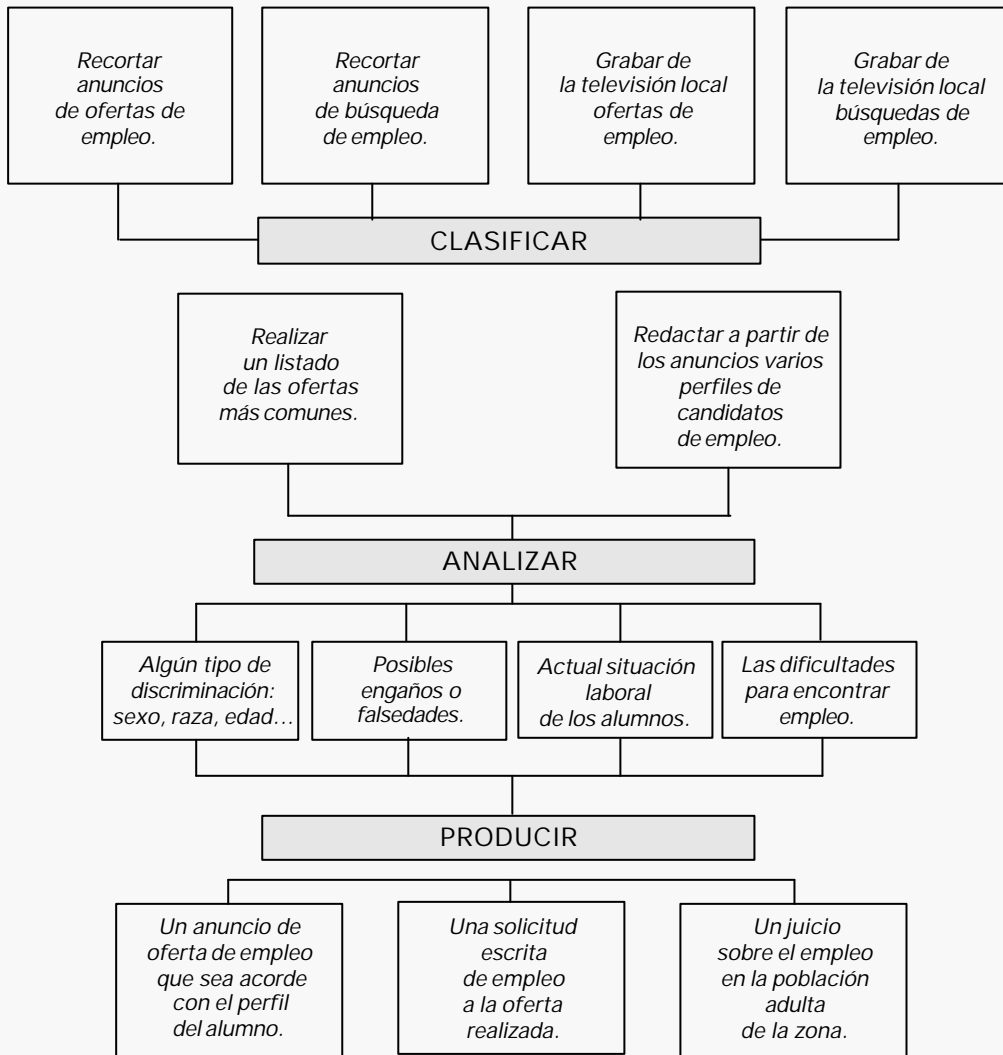 Recortar
anuncios
de ofertas de
empleo.
Recortar
anuncios
de búsqueda
de empleo.
Grabar de
la televisión local
ofertas de
empleo.
Grabar de
la televisión local
búsquedas de
empleo.
CLASIFICAR
Realizar
un listado
de las ofertas
más comunes.
Redactar a partir de
los anuncios varios
perfiles de
candidatos
de empleo.
ANALIZAR
Algún tipo de
discriminación:
sexo, raza, edad...
Posibles
engaños o
falsedades.
Actual situación
laboral
de los alumnos.
Las dificultades
para encontrar
empleo.
PRODUCIR
Un anuncio de
oferta de empleo
que sea acorde
con el perfil
del alumno.
Una solicitud
escrita
de empleo
a la oferta
realizada.
Un juicio
sobre el empleo
en la población
adulta
de la zona.